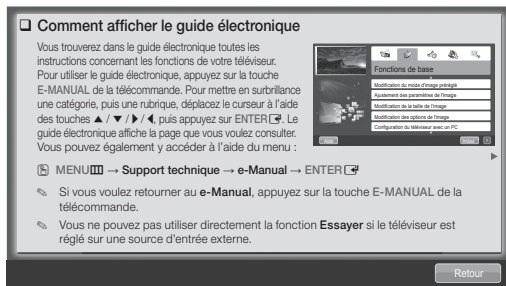 ❑ Comment afficher le guide électronique
Vous trouverez dans le guide électronique toutes les
instructions concernant les fonctions de votre téléviseur.
Pour utiliser le guide électronique, appuyez sur la touche
E-MANUAL de la télécommande. Pour mettre en surbrillance
une catégorie, puis une rubrique, déplacez le curseur à l'aide
des touches ▲ / ▼ / ► / ◄, puis appuyez sur ENTER. Le
guide électronique affiche la page que vous voulez consulter.
Vous pouvez également y accéder à l'aide du menu :
Fonctions de base
Modification du mode d'image préréglé
Ajustement des paramètres de l'image
Modification de la taille de l'image
Modification des options de l'image
Configuration du téléviseur avec un PC
Index
MENU → Support technique → e-Manual → ENTER
Si vous voulez retourner au e-Manual, appuyez sur la touche E-MANUAL de la
télécommande.
Vous ne pouvez pas utiliser directement la fonction Essayer si le téléviseur est
réglé sur une source d'entrée externe.
Retour